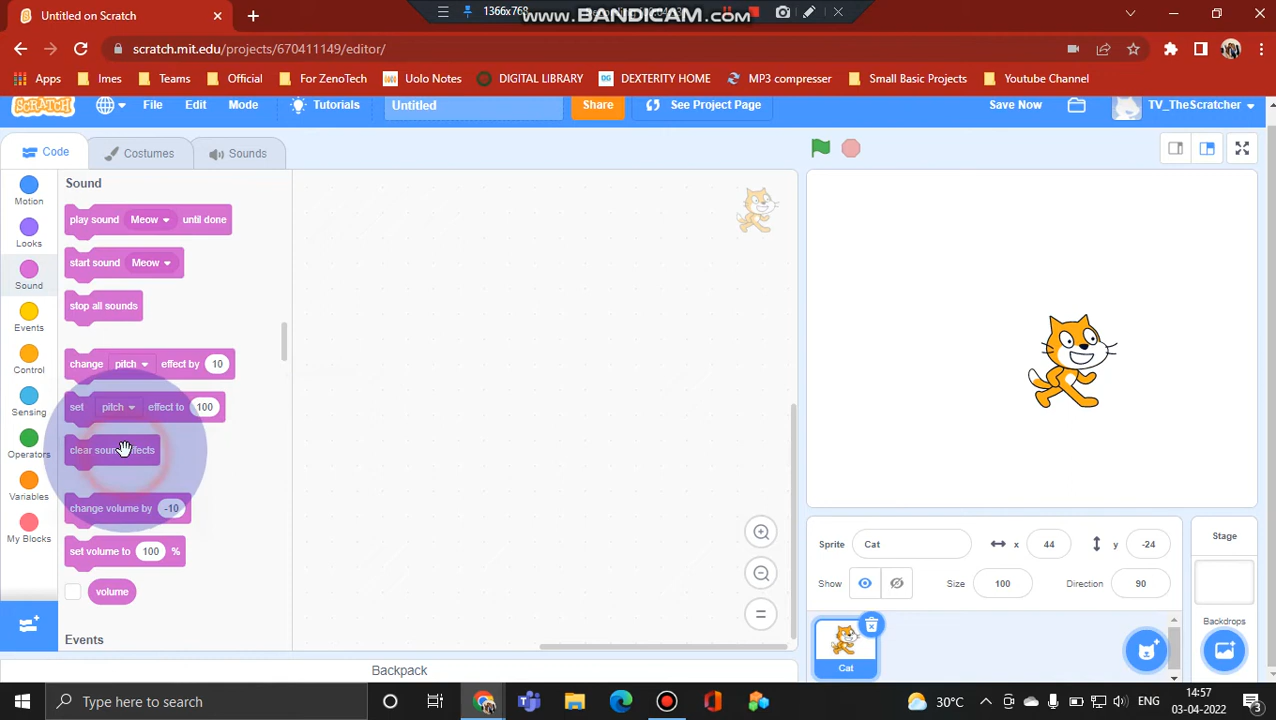 Untitled on Scratch
1366x768
www.BANDICAM.com
scratch.mit.edu/projects/670411149/editor/
Apps
Imes
Teams
Official
For ZenoTech
Uolo Notes
DIGITAL LIBRARY
DEXTERITY HOME
MP3 compresser
Small Basic Projects
Youtube Channel
SCRATCH
File
Edit
Mode
Tutorials
Untitled
Share
See Project Page
Save Now
TV_TheScratcher
Code
Costumes
Sounds
Motion
Looks
Sound
Events
Control
Sensing
Operators
Variables
My Blocks
Sound
play sound Meow until done
start sound Meow
stop all sounds
change pitch effect by 10
set pitch effect to 100
clear sound effects
change volume by -10
set volume to 100 %
volume
Events
Backpack
Sprite Cat
x 44
y -24
Show
Size 100
Direction 90
Cat
Stage
Backdrops
Type here to search
30°C
ENG
14:57
03-04-2022
3